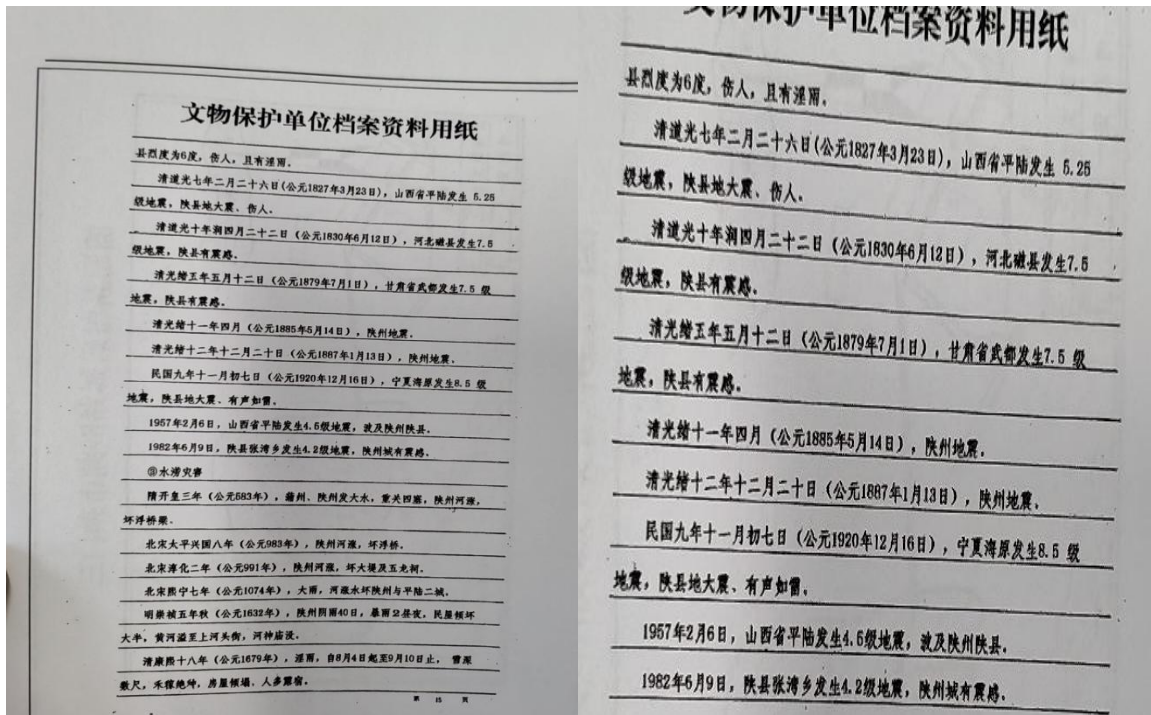 文物保护单位档案资料用纸
县烈度为6度，伤人，且有淫雨。
清道光七年二月二十六日(公元1827年3月23日)，山西省平陆发生 5.25
级地震，陕县地大震、伤人。
清道光十年润四月二十二日（公元1830年6月12日），河北磁县发生7.5
级地震，陕县有震感。
清光绪五年五月十二日（公元1879年7月1日），甘肃省武都发生7.5 级
地震，陕县有震感。
清光绪十一年四月（公元1885年5月14日），陕州地震。
清光绪十二年十二月二十日（公元1887年1月13日），陕州地震。
民国九年十一月初七日（公元1920年12月16日），宁夏海原发生8.5 级
地震，陕县地大震、有声如雷。
1957年2月6日，山西省平陆发生4.5级地震，波及陕州陕县。
1982年6月9日，陕县张湾乡发生4.2级地震，陕州城有震感。
③水涝灾害
隋开皇三年（公元583年），蒲州、陕州发大水，重关四塞，陕州河涨，
坏浮桥梁。
北宋太平兴国八年（公元983年），陕州河涨，坏浮桥。
北宋淳化二年（公元991年），陕州河涨，坏大堤及五龙祠。
北宋熙宁七年（公元1074年），大雨，河涨水坏陕州与平陆二城。
明崇祯五年秋（公元1632年），陕州阴雨40日，暴雨2昼夜，民屋倾坏
大半，黄河溢至上河头街，河神庙没。
清康熙十八年（公元1679年），淫雨，自8月4日起至9月10日止，雷深
数尺，禾稼绝收，房屋倾塌、人多露宿。
第 15 页
文物保护单位档案资料用纸
县烈度为6度，伤人，且有淫雨。
清道光七年二月二十六日(公元1827年3月23日)，山西省平陆发生 5.25
级地震，陕县地大震、伤人。
清道光十年润四月二十二日（公元1830年6月12日），河北磁县发生7.5
级地震，陕县有震感。
清光绪五年五月十二日（公元1879年7月1日），甘肃省武都发生7.5 级
地震，陕县有震感。
清光绪十一年四月（公元1885年5月14日），陕州地震。
清光绪十二年十二月二十日（公元1887年1月13日），陕州地震。
民国九年十一月初七日（公元1920年12月16日），宁夏海原发生8.5 级
地震，陕县地大震、有声如雷。
1957年2月6日，山西省平陆发生4.5级地震，波及陕州陕县.
1982年6月9日，陕县张湾乡发生4.2级地震，陕州城有震感。